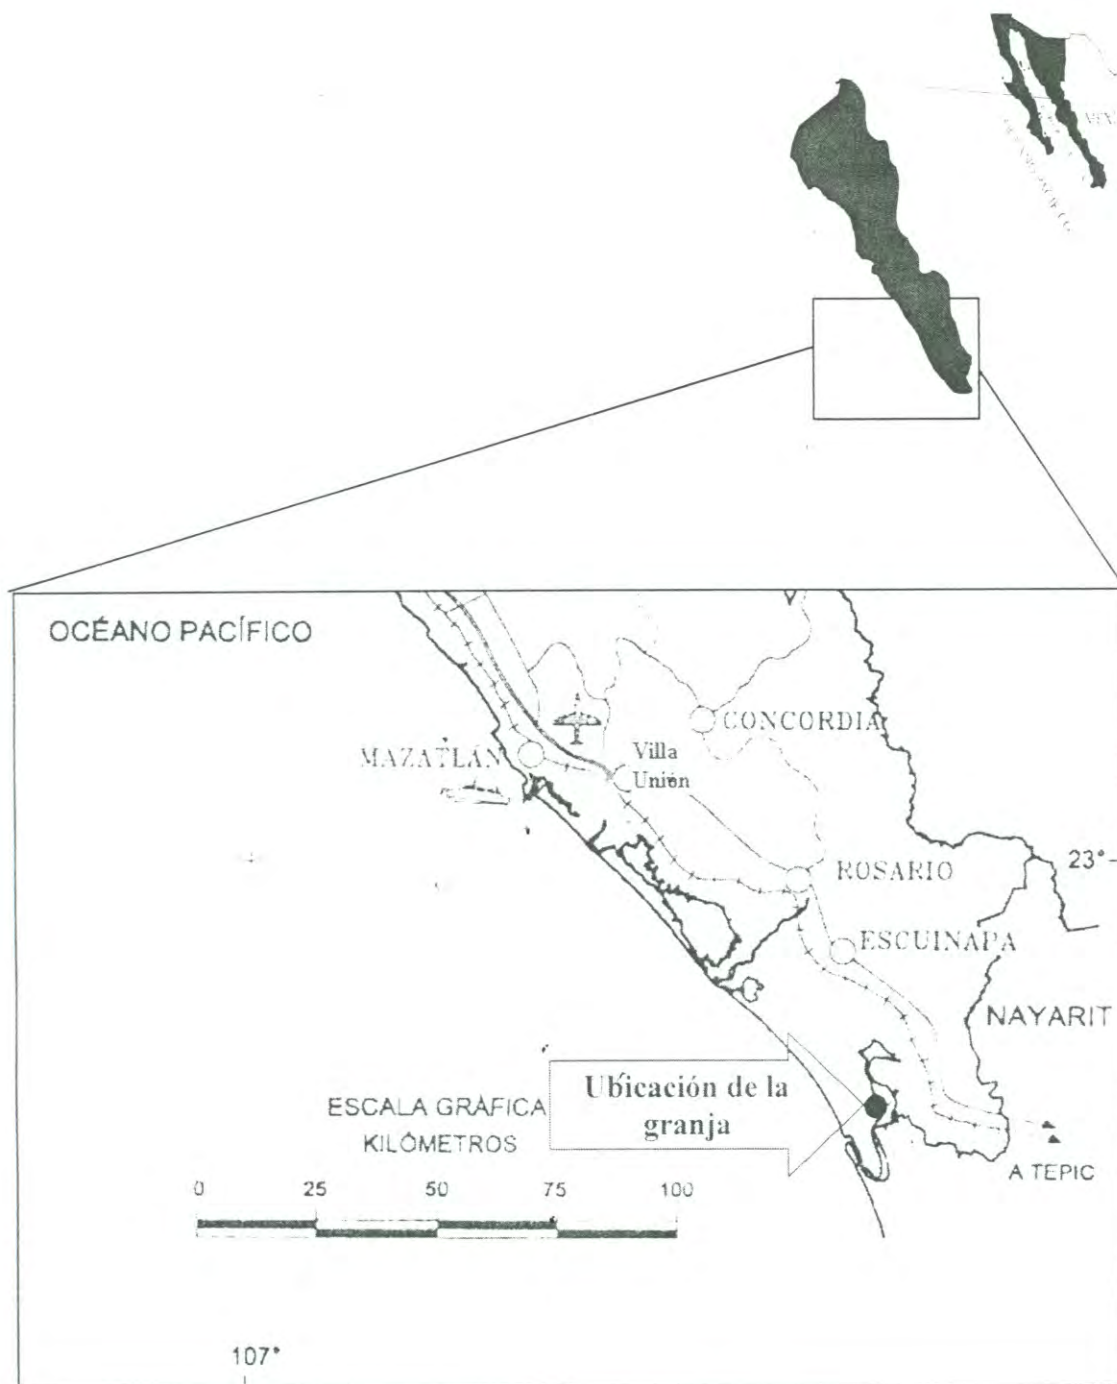 OCÉANO PACÍFICO
CONCORDIA
MAZATLÁN
Villa
Unión
23°
ROSARIO
ESCUINAPA
NAYARIT
Ubicación de la
granja
ESCALA GRÁFICA
KILÓMETROS
A TEPIC
0 25 50 75 100
107°